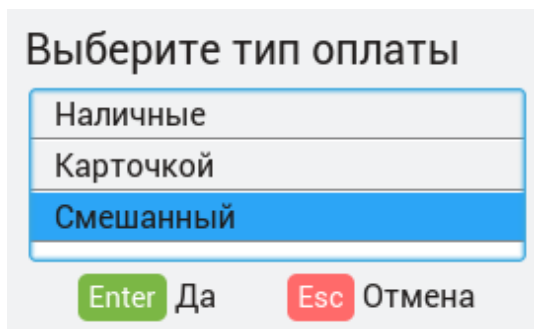 Выберите тип оплаты
Наличные
Карточкой
Смешанный
Enter Да Esc Отмена